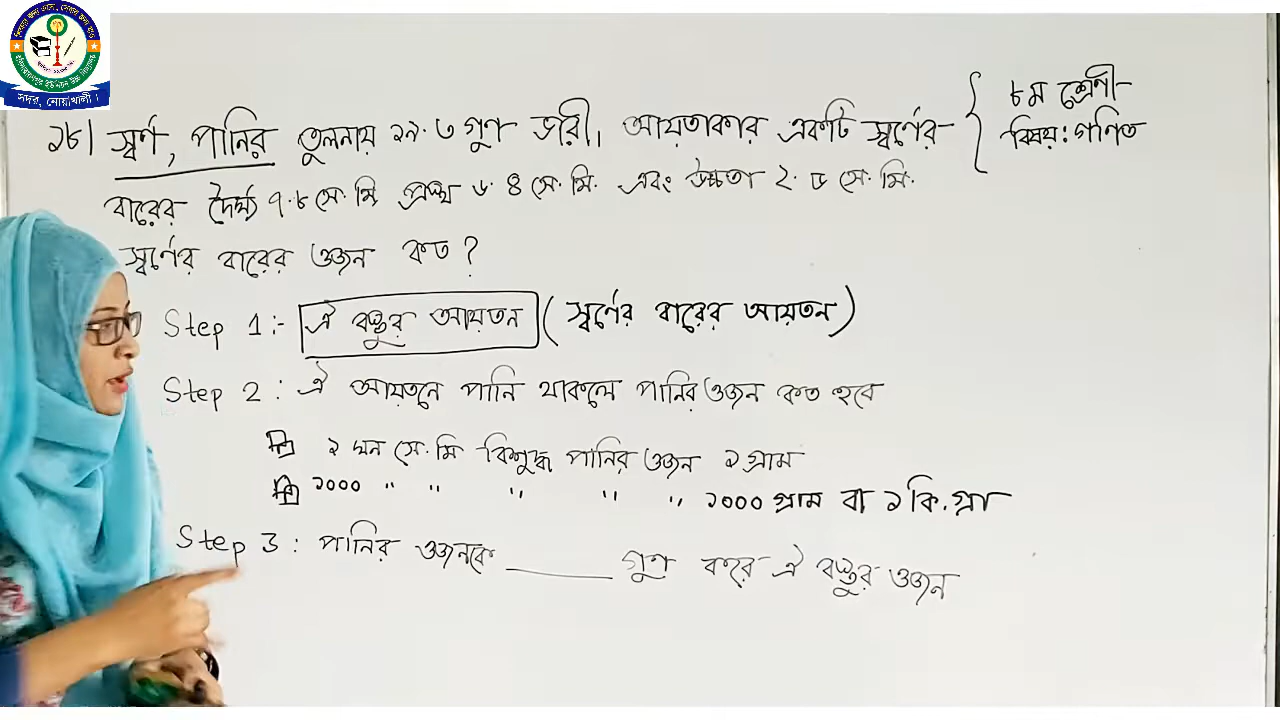 সদর, নোয়াখালী।
১৮। স্বর্ণ, পানির তুলনায় ১৯.৩ গুণ ভারী। আয়তাকার একটি স্বর্ণের
বারের দৈর্ঘ্য ৭.৮ সে.মি প্রস্থ ৬.৪ সে.মি. এবং উচ্চতা ২.৫ সে.মি.
স্বর্ণের বারের ওজন কত?
৮ম শ্রেণী
বিষয়: গণিত
Step 1:- ঐ বস্তুর আয়তন (স্বর্ণের বারের আয়তন)
Step 2: ঐ আয়তনে পানি থাকলে পানির ওজন কত হবে
১ ঘন সে.মি বিশুদ্ধ পানির ওজন ১ গ্রাম
১০০০ " " " " " ১০০০ গ্রাম বা ১ কি.গ্রা
Step 3: পানির ওজনকে ______ গুণ করে ঐ বস্তুর ওজন